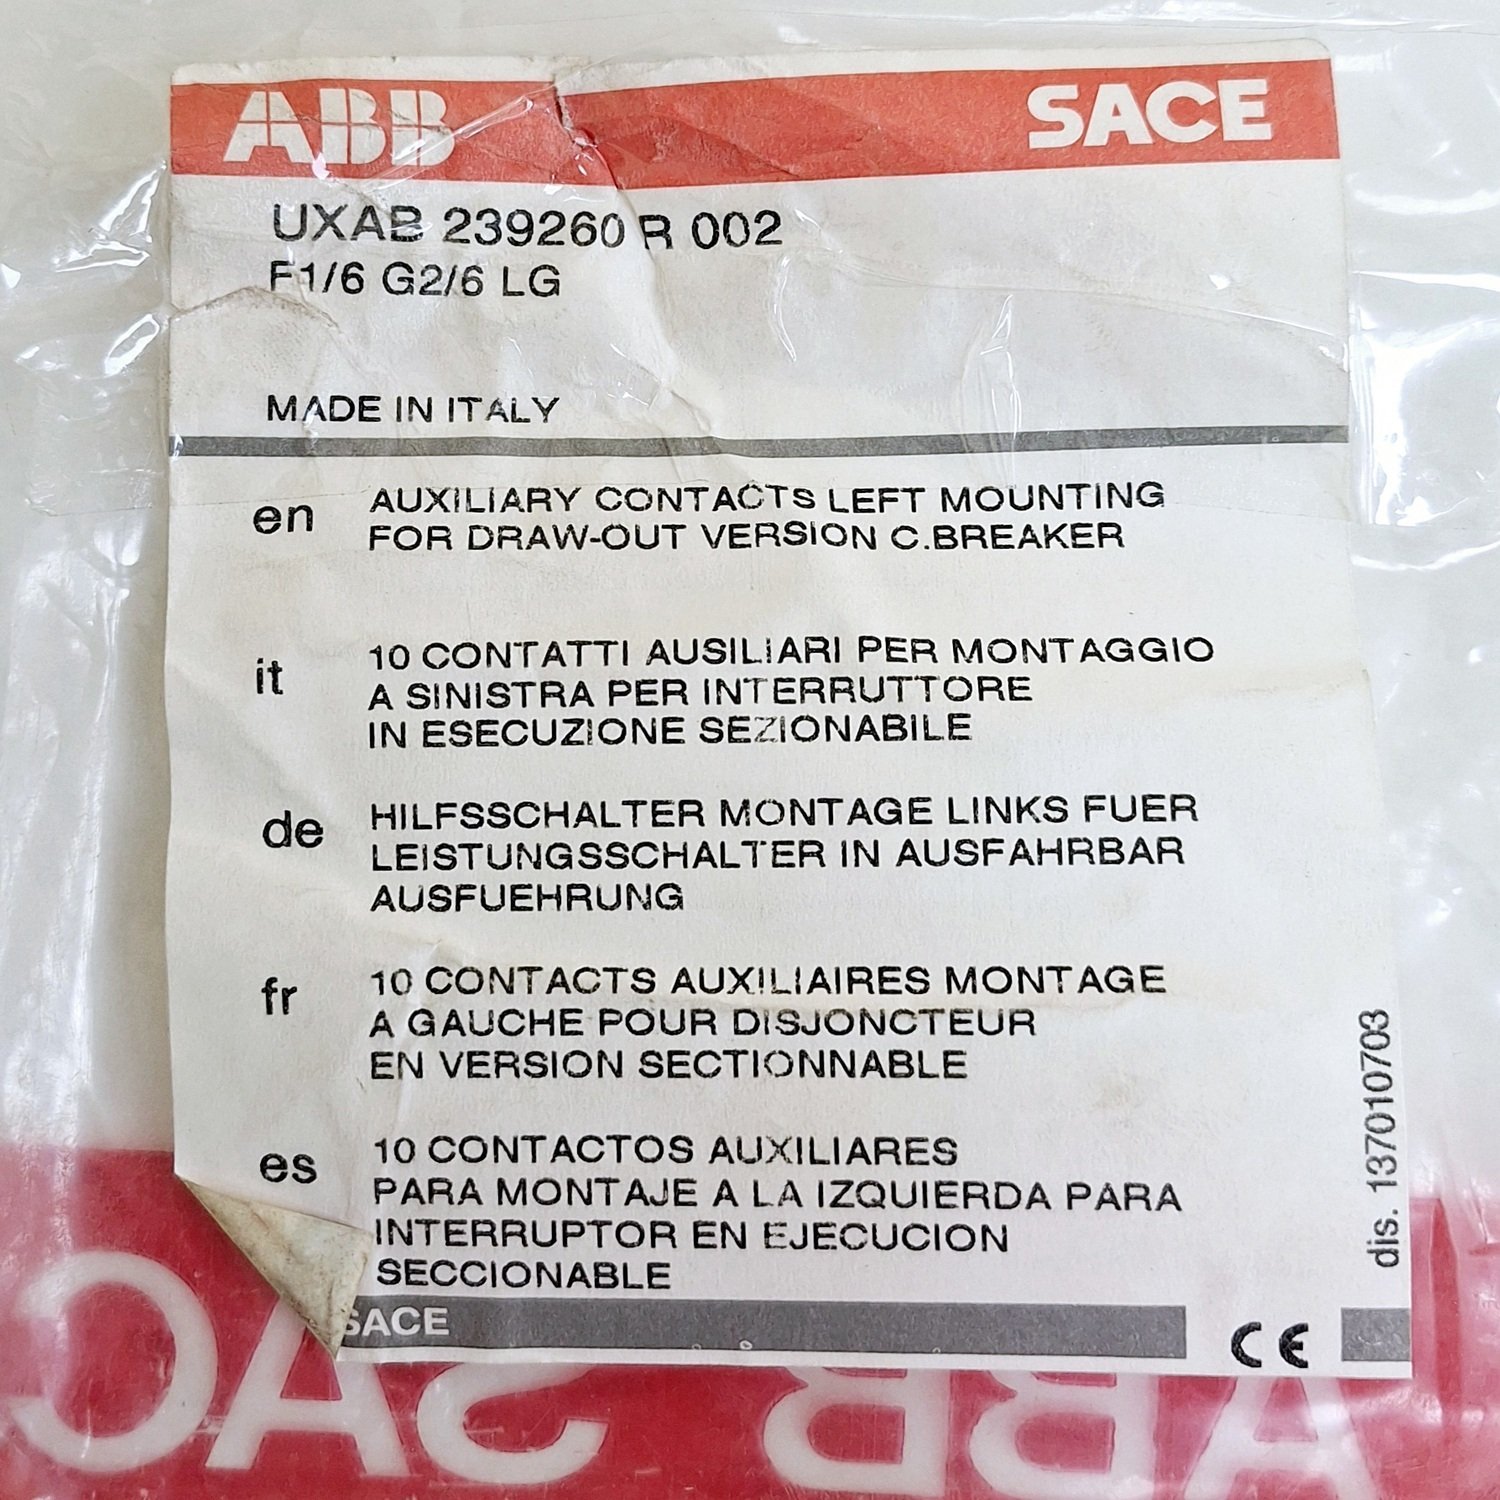 ABB SACE
UXAB 239260 R 002
F1/6 G2/6 LG
MADE IN ITALY
en AUXILIARY CONTACTS LEFT MOUNTING
FOR DRAW-OUT VERSION C.BREAKER
it 10 CONTATTI AUSILIARI PER MONTAGGIO
A SINISTRA PER INTERRUTTORE
IN ESECUZIONE SEZIONABILE
de HILFSSCHALTER MONTAGE LINKS FUER
LEISTUNGSSCHALTER IN AUSFAHRBAR
AUSFUEHRUNG
fr 10 CONTACTS AUXILIAIRES MONTAGE
A GAUCHE POUR DISJONCTEUR
EN VERSION SECTIONNABLE
es 10 CONTACTOS AUXILIARES
PARA MONTAJE A LA IZQUIERDA PARA
INTERRUPTOR EN EJECUCION
SECCIONABLE
dis. 137010703
SACE
CE
SAC
ABB